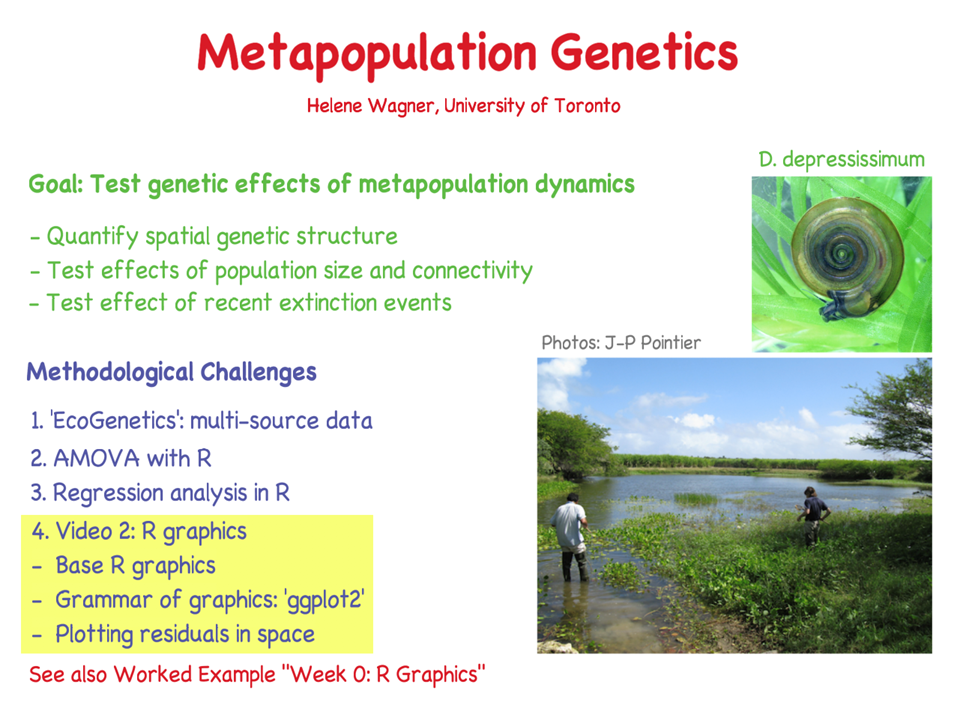 Metapopulation Genetics
Helene Wagner, University of Toronto
D. depressissimum
Goal: Test genetic effects of metapopulation dynamics
- Quantify spatial genetic structure
- Test effects of population size and connectivity
- Test effect of recent extinction events
Photos: J-P Pointier
Methodological Challenges
1. 'EcoGenetics': multi-source data
2. AMOVA with R
3. Regression analysis in R
4. Video 2: R graphics
- Base R graphics
- Grammar of graphics: 'ggplot2'
- Plotting residuals in space
See also Worked Example "Week 0: R Graphics"